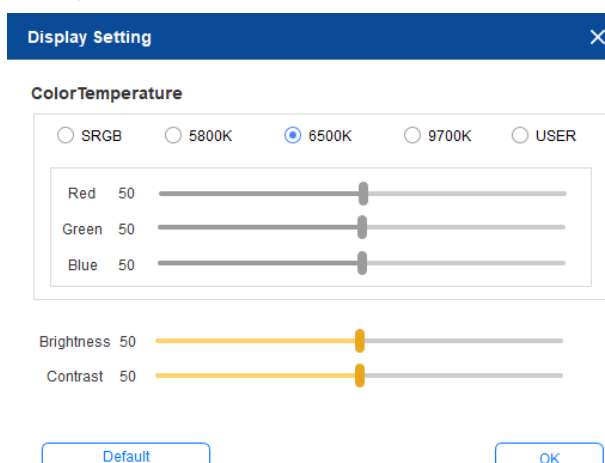 Display Setting
ColorTemperature
SRGB 5800K 6500K 9700K USER
Red 50
Green 50
Blue 50
Brightness 50
Contrast 50
Default OK